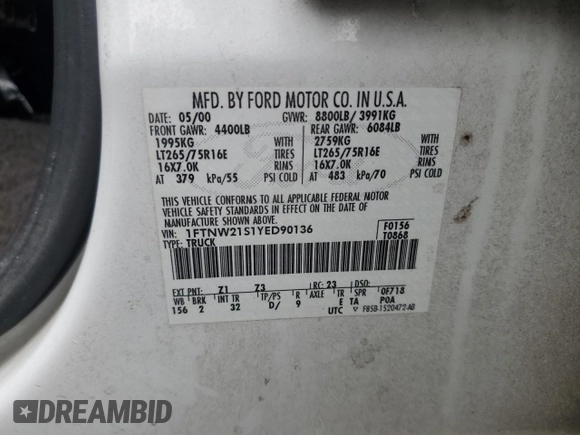 MFD. BY FORD MOTOR CO. IN U.S.A.
DATE: 05/00 GVWR: 8800LB/ 3991KG
FRONT GAWR: 4400LB REAR GAWR: 6084LB
1995KG WITH 2759KG WITH
LT265/75R16E TIRES LT265/75R16E TIRES
16X7.0K RIMS 16X7.0K RIMS
AT 379 kPa/55 PSI COLD AT 483 kPa/70 PSI COLD
THIS VEHICLE CONFORMS TO ALL APPLICABLE FEDERAL MOTOR
VEHICLE SAFETY STANDARDS IN EFFECT ON THE DATE OF
MANUFACTURE SHOWN ABOVE.
VIN: 1FTNW21S1YED90136 F0156
TYPE: TRUCK T0868
EXT PNT: Z1 Z3 RC: 23 DSO:
WB BRK INT TR TP/PS R AXLE TR SPR 0F718
156 2 32 D/ 9 E TA POA
UTC F85B-1520472-AB
DREAMBID